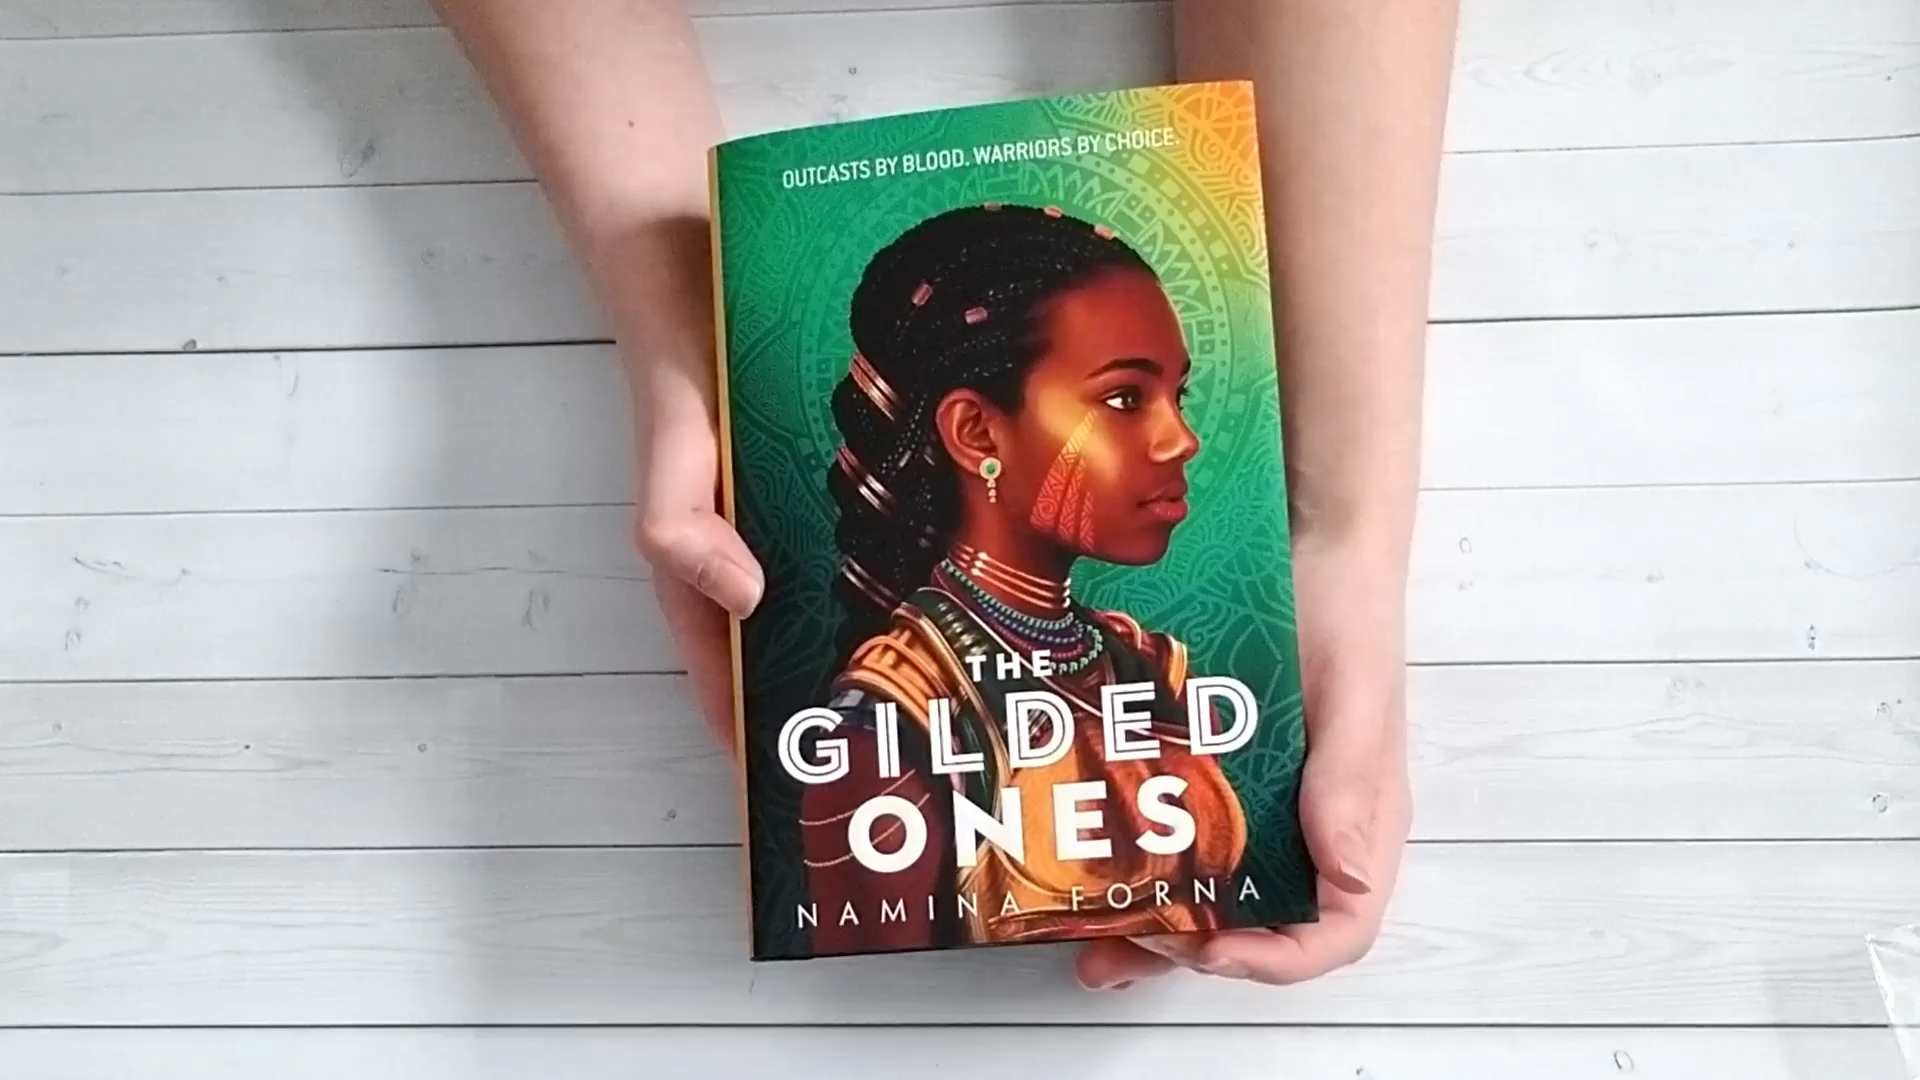 OUTCASTS BY BLOOD. WARRIORS BY CHOICE.
THE
GILDED
ONES
NAMINA FORNA